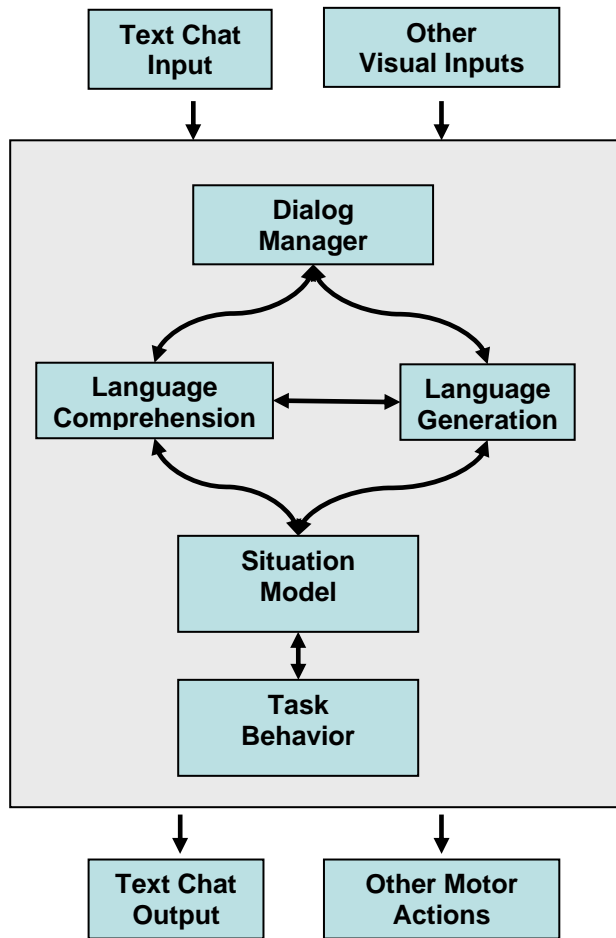 Text Chat
Input
Other
Visual Inputs
Dialog
Manager
Language
Comprehension
Language
Generation
Situation
Model
Task
Behavior
Text Chat
Output
Other Motor
Actions